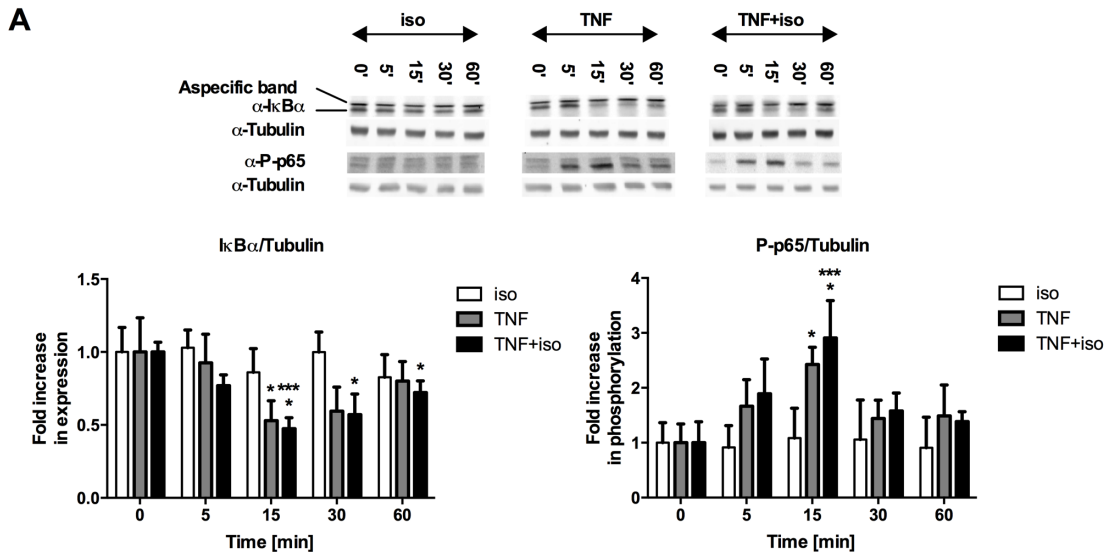 A
iso TNF TNF+iso
0' 5' 15' 30' 60' 0' 5' 15' 30' 60' 0' 5' 15' 30' 60'
Aspecific band
α-IκBα
α-Tubulin
α-P-p65
α-Tubulin
IκBα/Tubulin
Fold increase
in expression
1.5
1.0
0.5
0.0
* *** * * *
0 5 15 30 60
Time [min]
iso
TNF
TNF+iso
P-p65/Tubulin
Fold increase
in phosphorylation
4
3
2
1
0
* *** *
0 5 15 30 60
Time [min]
iso
TNF
TNF+iso